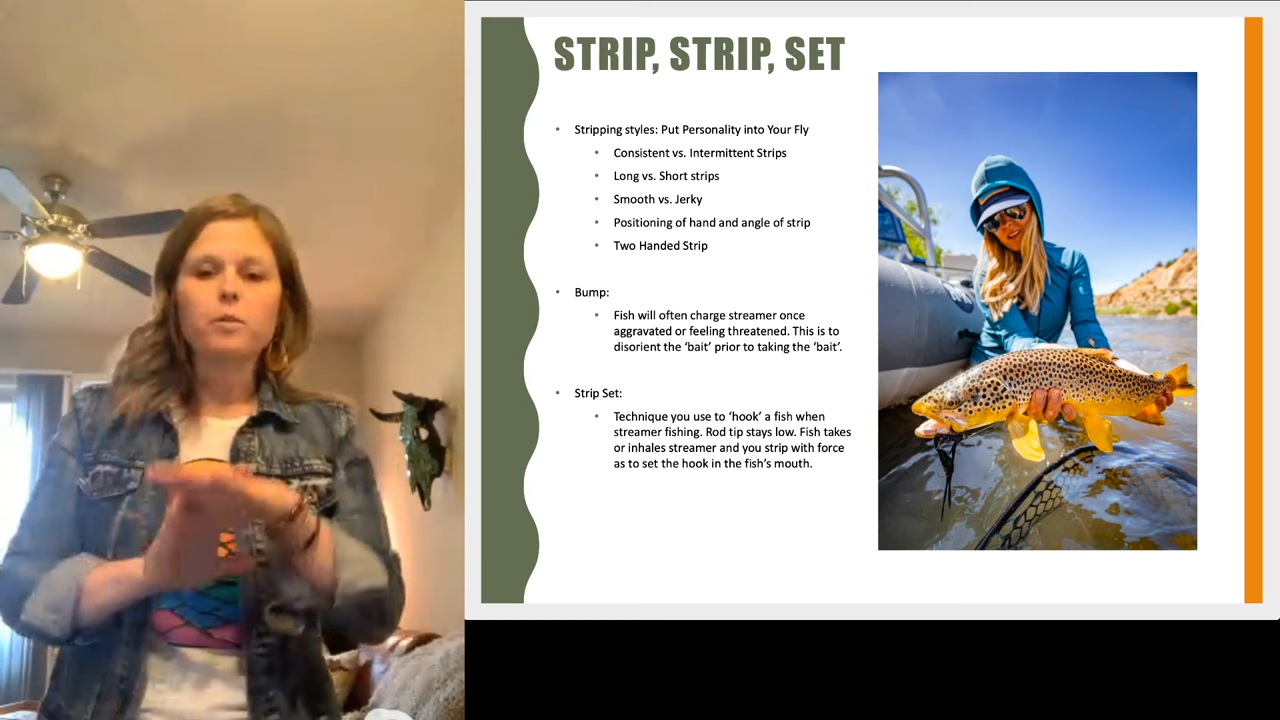 STRIP, STRIP, SET
Stripping styles: Put Personality into Your Fly
Consistent vs. Intermittent Strips
Long vs. Short strips
Smooth vs. Jerky
Positioning of hand and angle of strip
Two Handed Strip
Bump:
Fish will often charge streamer once
aggravated or feeling threatened. This is to
disorient the ‘bait’ prior to taking the ‘bait’.
Strip Set:
Technique you use to ‘hook’ a fish when
streamer fishing. Rod tip stays low. Fish takes
or inhales streamer and you strip with force
as to set the hook in the fish’s mouth.